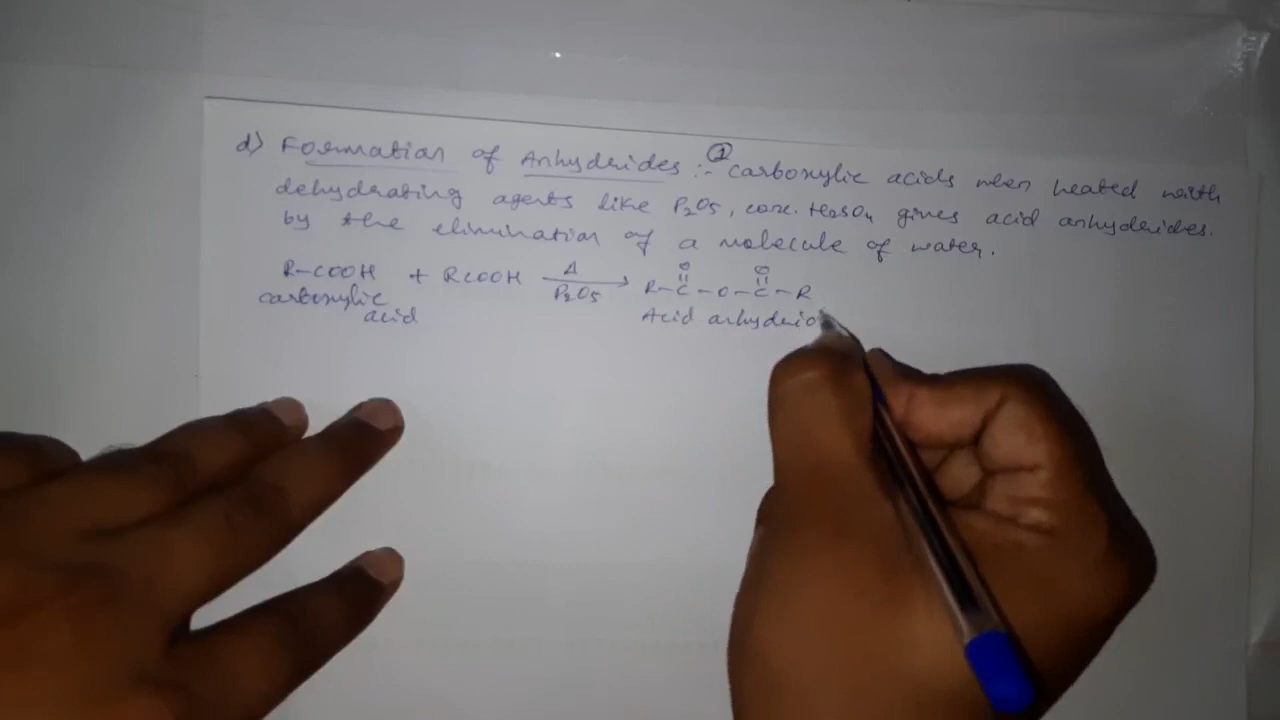 d) Formation of Anhydrides :- ① carboxylic acids when heated with
dehydrating agents like P2O5, conc. H2SO4 gives acid anhydrides.
by the elimination of a molecule of water.
R-COOH + RCOOH Δ P2O5 → R-C(=O)-O-C(=O)-R
carboxylic acid Acid anhydrid